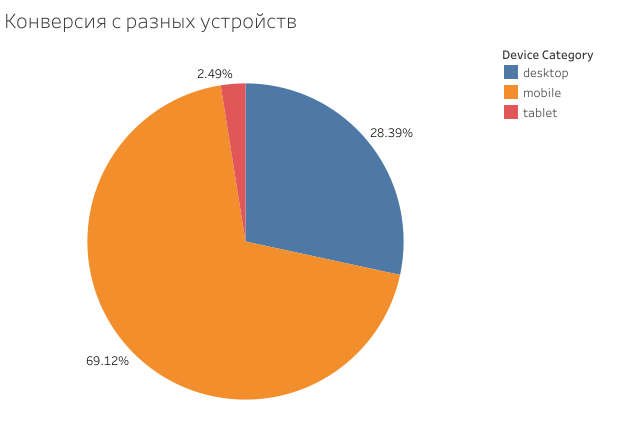 Конверсия с разных устройств
Device Category
desktop
mobile
tablet
2.49%
28.39%
69.12%